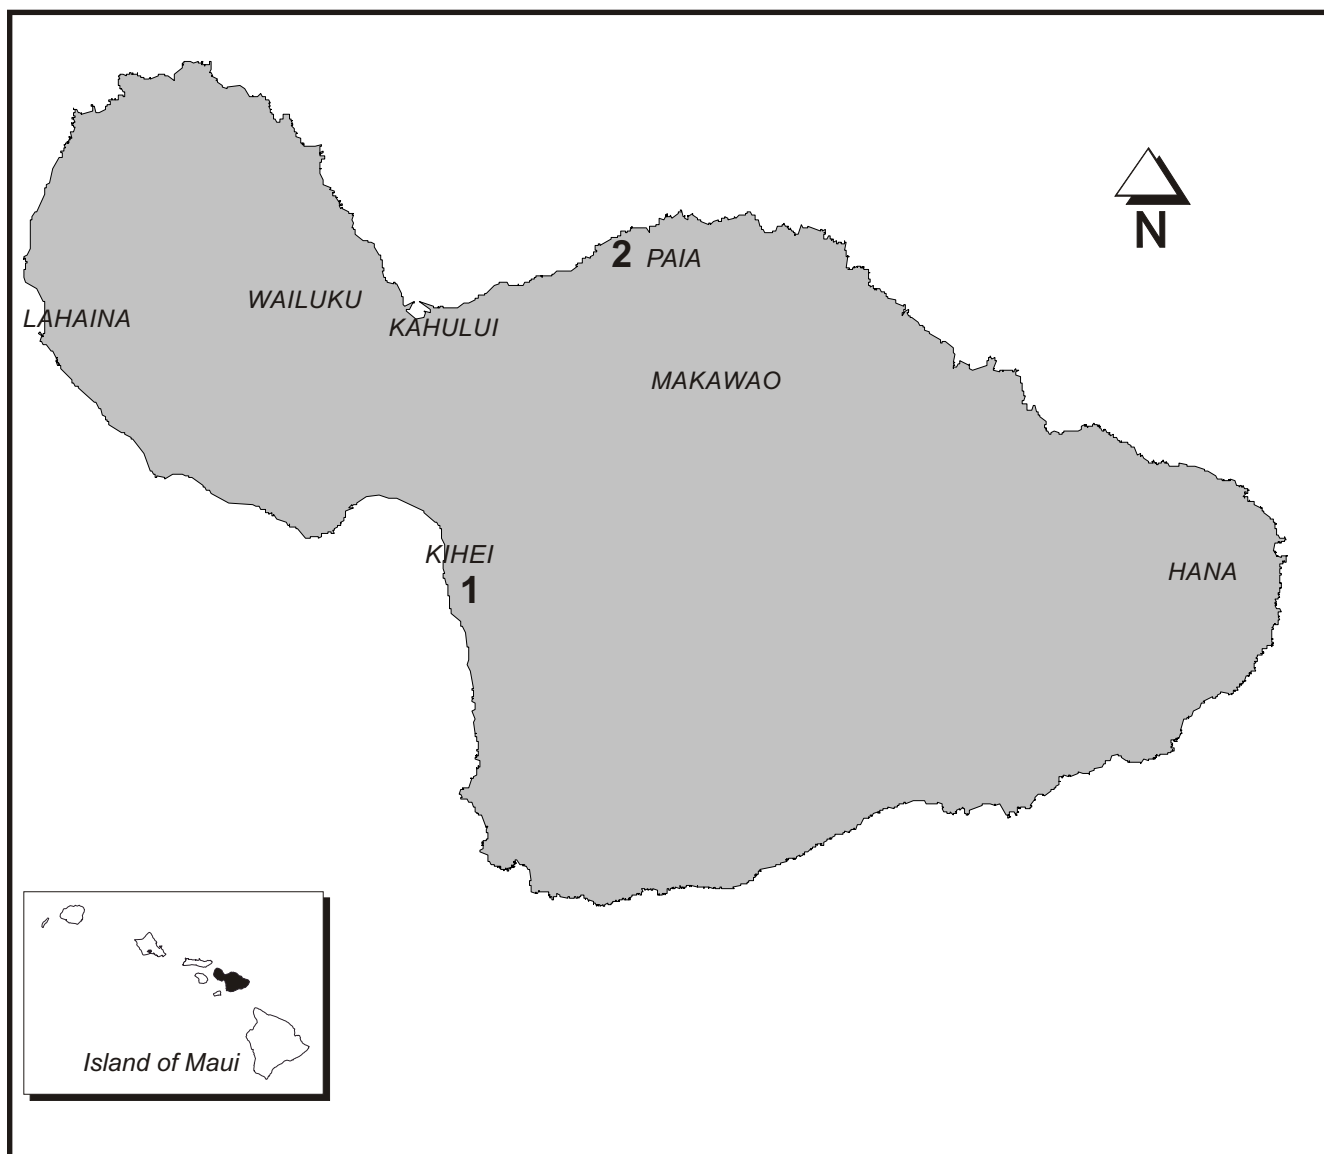 N
2 PAIA
WAILUKU
LAHAINA
KAHULUI
MAKAWAO
KIHEI
1
HANA
Island of Maui